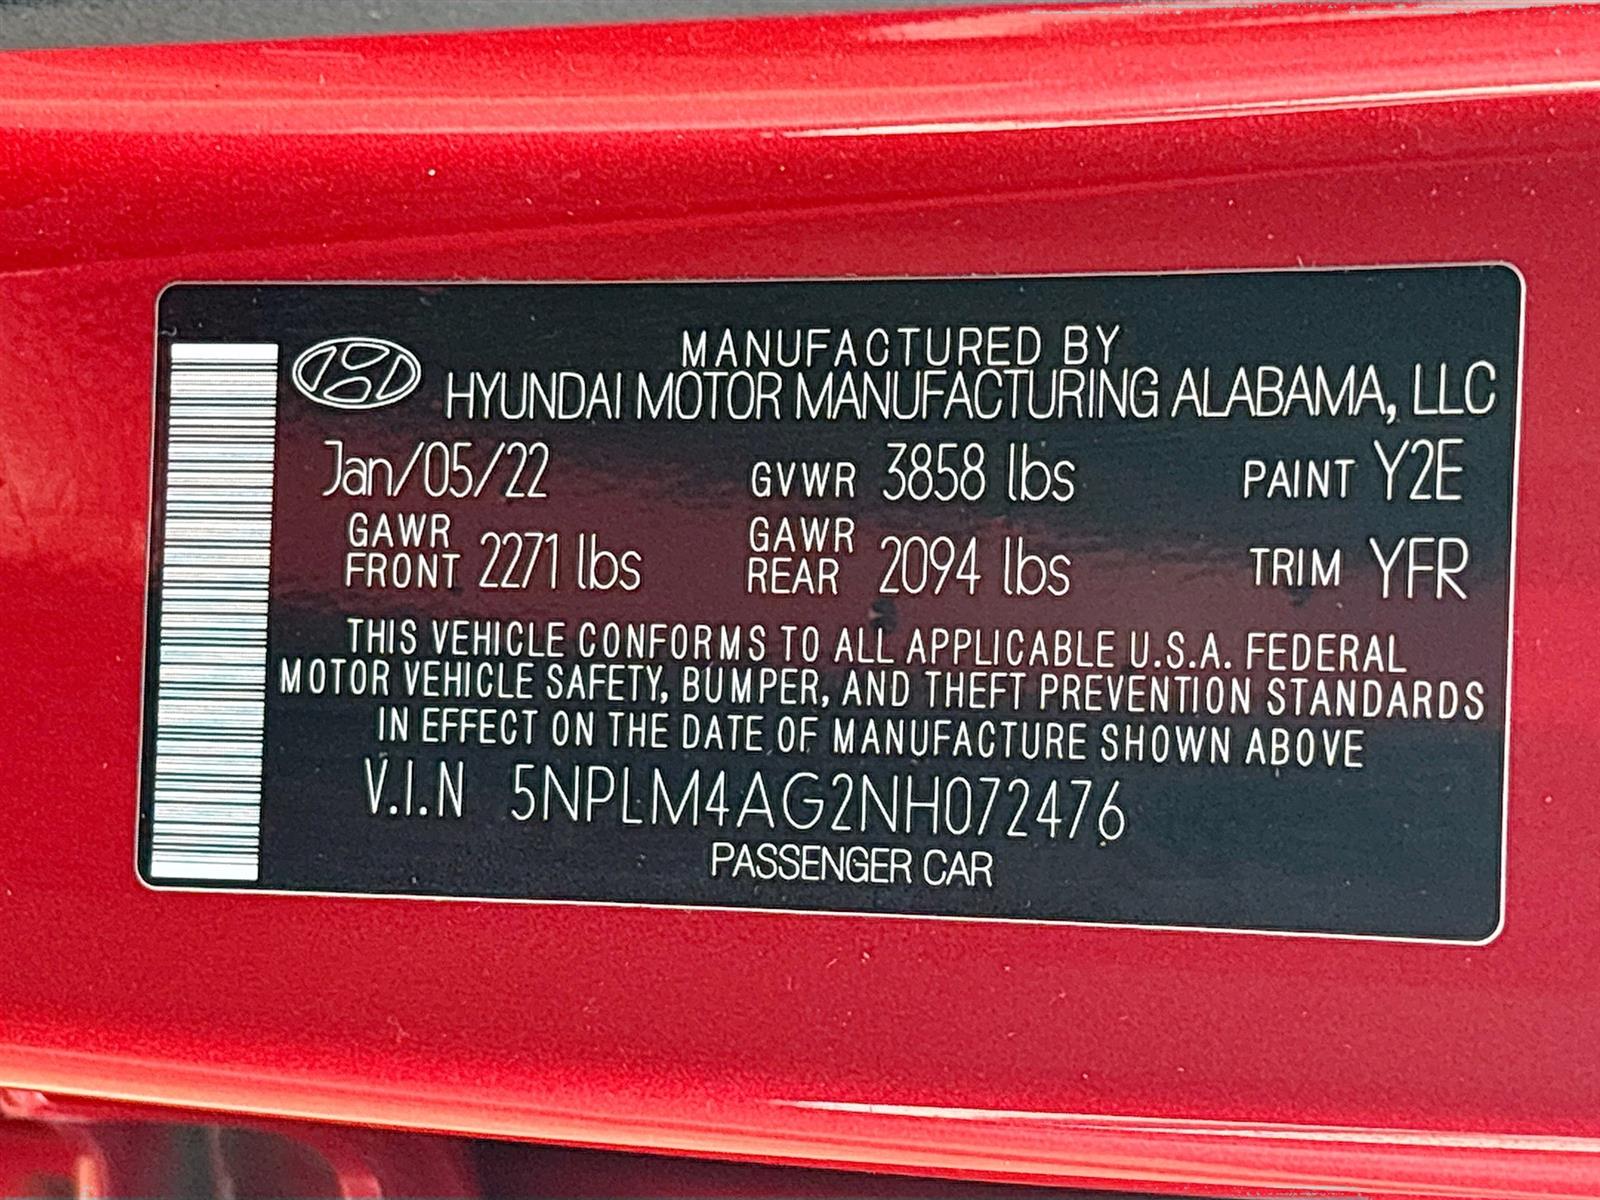 MANUFACTURED BY
HYUNDAI MOTOR MANUFACTURING ALABAMA, LLC
Jan/05/22 GVWR 3858 lbs PAINT Y2E
GAWR FRONT 2271 lbs GAWR REAR 2094 lbs TRIM YFR
THIS VEHICLE CONFORMS TO ALL APPLICABLE U.S.A. FEDERAL
MOTOR VEHICLE SAFETY, BUMPER, AND THEFT PREVENTION STANDARDS
IN EFFECT ON THE DATE OF MANUFACTURE SHOWN ABOVE
V.I.N 5NPLM4AG2NH072476
PASSENGER CAR